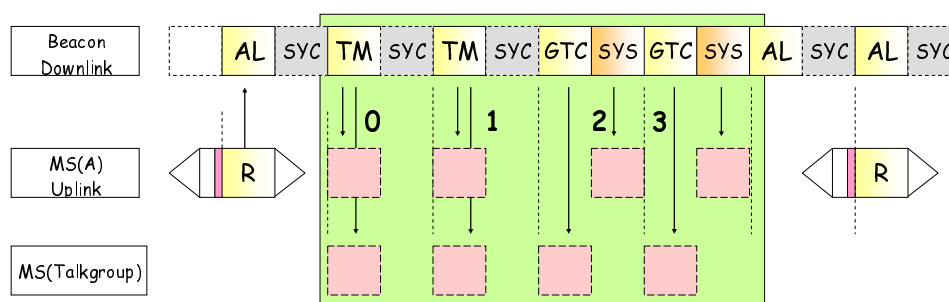 Beacon
Downlink
AL SYC TM SYC TM SYC GTC SYS GTC SYS AL SYC AL SYC
0 1 2 3
MS(A)
Uplink
R R
MS(Talkgroup)